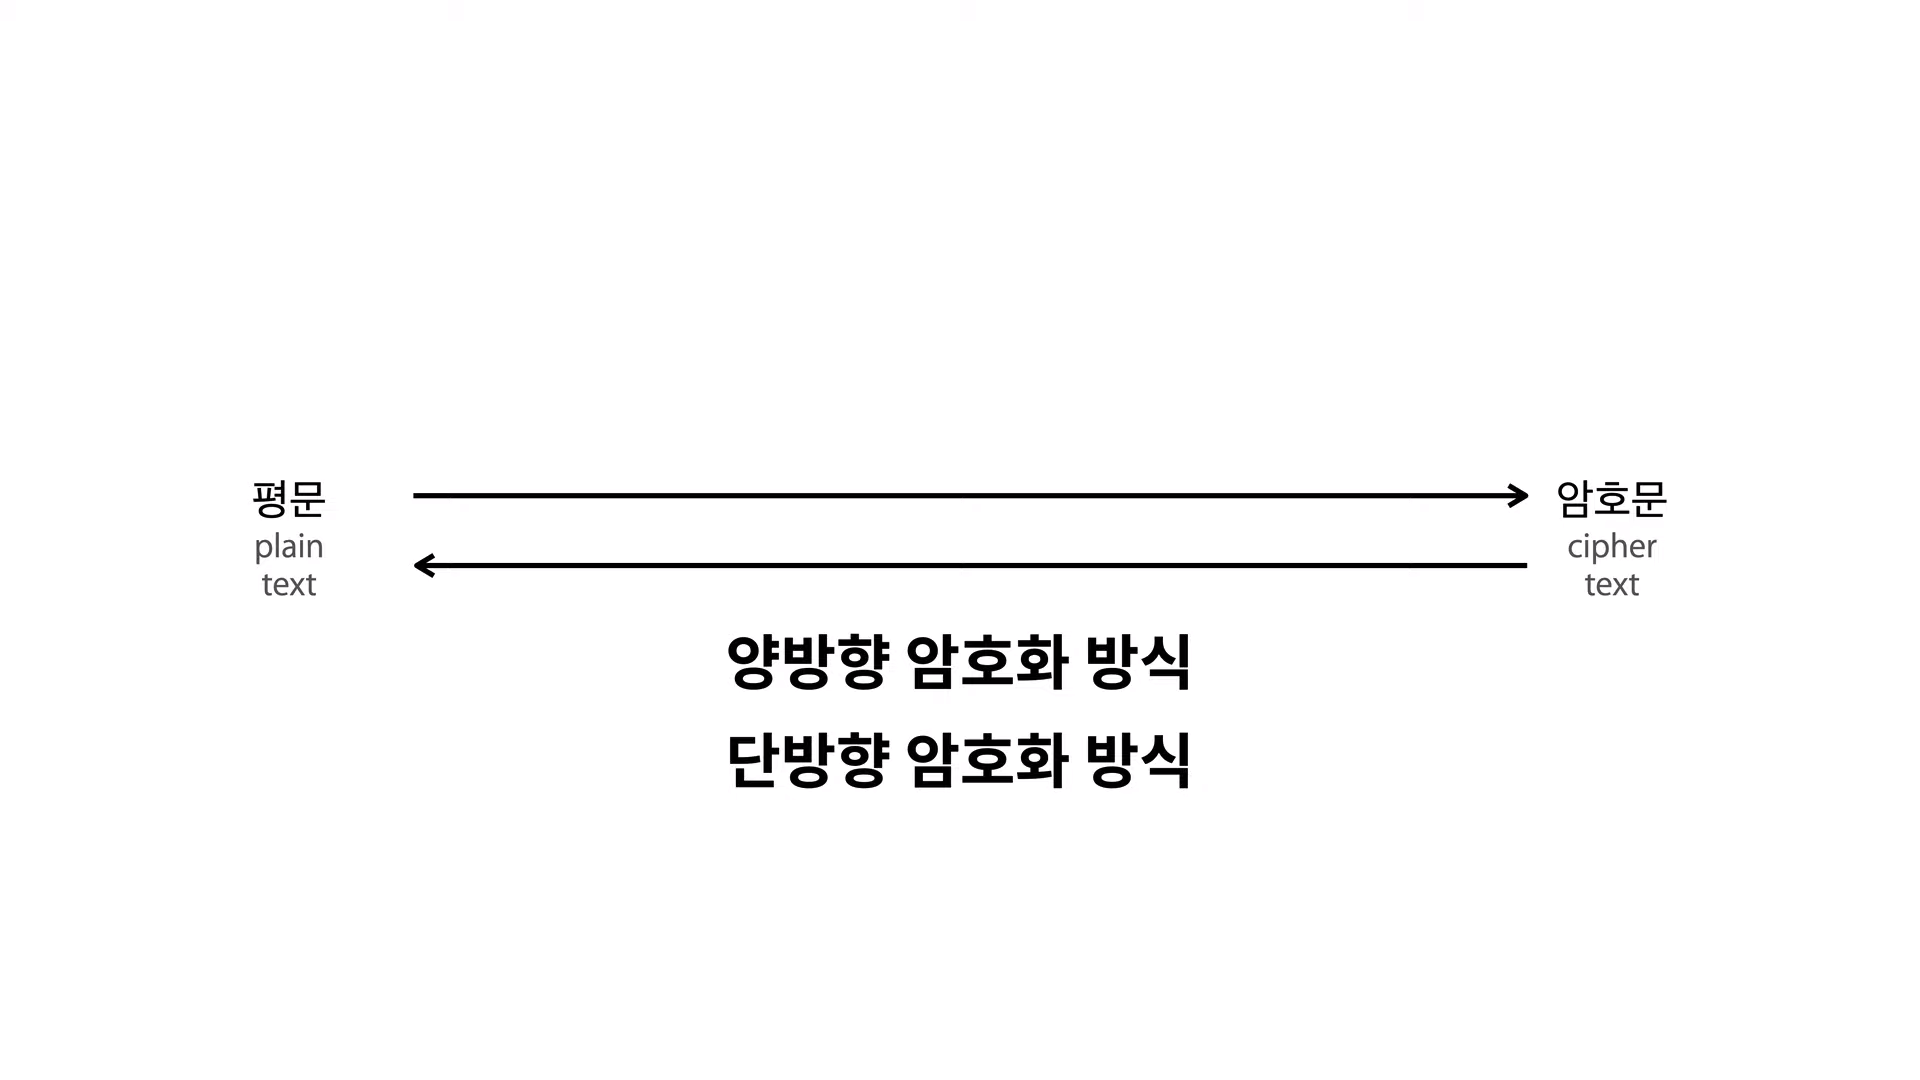 평문
plain
text
암호문
cipher
text
양방향 암호화 방식
단방향 암호화 방식